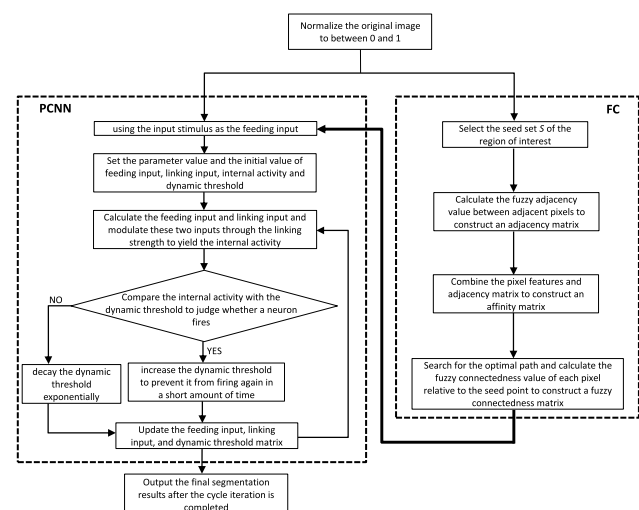 Normalize the original image
to between 0 and 1
PCNN
using the input stimulus as the feeding input
Set the parameter value and the initial value of
feeding input, linking input, internal activity and
dynamic threshold
Calculate the feeding input and linking input and
modulate these two inputs through the linking
strength to yield the internal activity
NO
Compare the internal activity with the
dynamic threshold to judge whether a neuron
fires
YES
decay the dynamic
threshold
exponentially
increase the dynamic threshold
to prevent it from firing again in
a short amount of time
Update the feeding input, linking
input, and dynamic threshold matrix
Output the final segmentation
results after the cycle iteration is
completed
FC
Select the seed set S of the
region of interest
Calculate the fuzzy adjacency
value between adjacent pixels to
construct an adjacency matrix
Combine the pixel features and
adjacency matrix to construct an
affinity matrix
Search for the optimal path and calculate the
fuzzy connectedness value of each pixel
relative to the seed point to construct a fuzzy
connectedness matrix